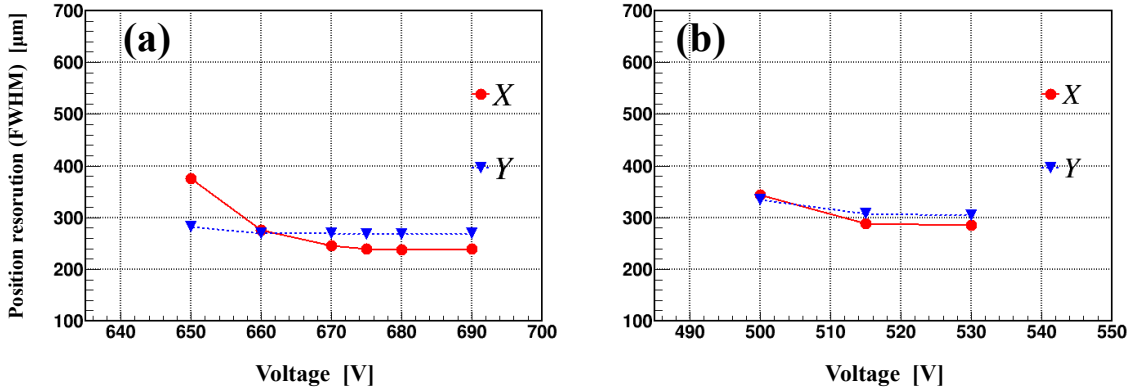 Position resorution (FWHM) [µm]
700
600
500
400
300
200
100
(a)
X
Y
640 650 660 670 680 690 700
Voltage [V]
700
600
500
400
300
200
100
(b)
X
Y
490 500 510 520 530 540 550
Voltage [V]